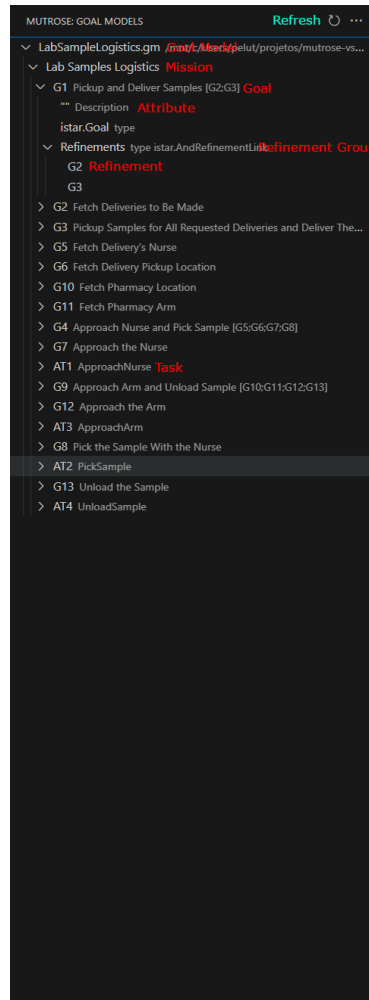 MUTROSE: GOAL MODELS Refresh ...
LabSampleLogistics.gm /mnt/c/Users/pelut/projetos/mutrose-vs...
Lab Samples Logistics Mission
G1 Pickup and Deliver Samples [G2;G3] Goal
"" Description Attribute
istar.Goal type
Refinements type istar.AndRefinementLink Refinement Grou
G2 Refinement
G3
G2 Fetch Deliveries to Be Made
G3 Pickup Samples for All Requested Deliveries and Deliver The...
G5 Fetch Delivery's Nurse
G6 Fetch Delivery Pickup Location
G10 Fetch Pharmacy Location
G11 Fetch Pharmacy Arm
G4 Approach Nurse and Pick Sample [G5;G6;G7;G8]
G7 Approach the Nurse
AT1 ApproachNurse Task
G9 Approach Arm and Unload Sample [G10;G11;G12;G13]
G12 Approach the Arm
AT3 ApproachArm
G8 Pick the Sample With the Nurse
AT2 PickSample
G13 Unload the Sample
AT4 UnloadSample